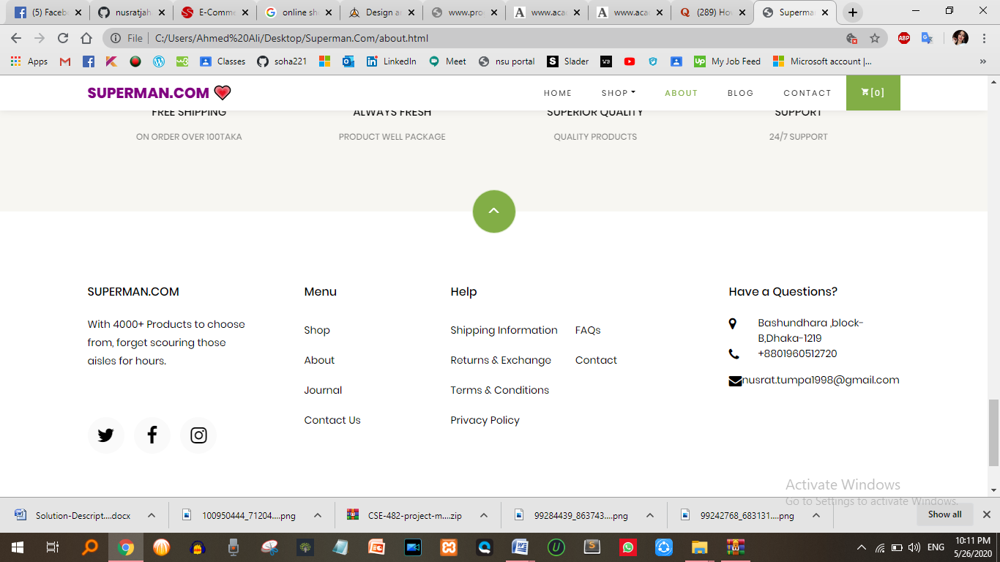 (5) Faceb
nusratjah
E-Comme
online sh
Design a
www.pro
www.aca
www.aca
(289) Ho
Superma
File C:/Users/Ahmed%20Ali/Desktop/Superman.Com/about.html
ABP
Apps
Classes
soha221
LinkedIn
Meet
nsu portal
Slader
My Job Feed
Microsoft account |...
SUPERMAN.COM
HOME
SHOP
ABOUT
BLOG
CONTACT
[0]
FREE SHIPPING
ALWAYS FRESH
SUPERIOR QUALITY
SUPPORT
ON ORDER OVER 100TAKA
PRODUCT WELL PACKAGE
QUALITY PRODUCTS
24/7 SUPPORT
SUPERMAN.COM
With 4000+ Products to choose
from, forget scouring those
aisles for hours.
Menu
Shop
About
Journal
Contact Us
Help
Shipping Information
Returns & Exchange
Terms & Conditions
Privacy Policy
FAQs
Contact
Have a Questions?
Bashundhara ,block-
B,Dhaka-1219
+8801960512720
nusrat.tumpa1998@gmail.com
Activate Windows
Go to Settings to activate Windows.
Solution-Descript....docx
100950444_71204....png
CSE-482-project-m....zip
99284439_863743....png
99242768_683131....png
Show all
ENG
10:11 PM
5/26/2020